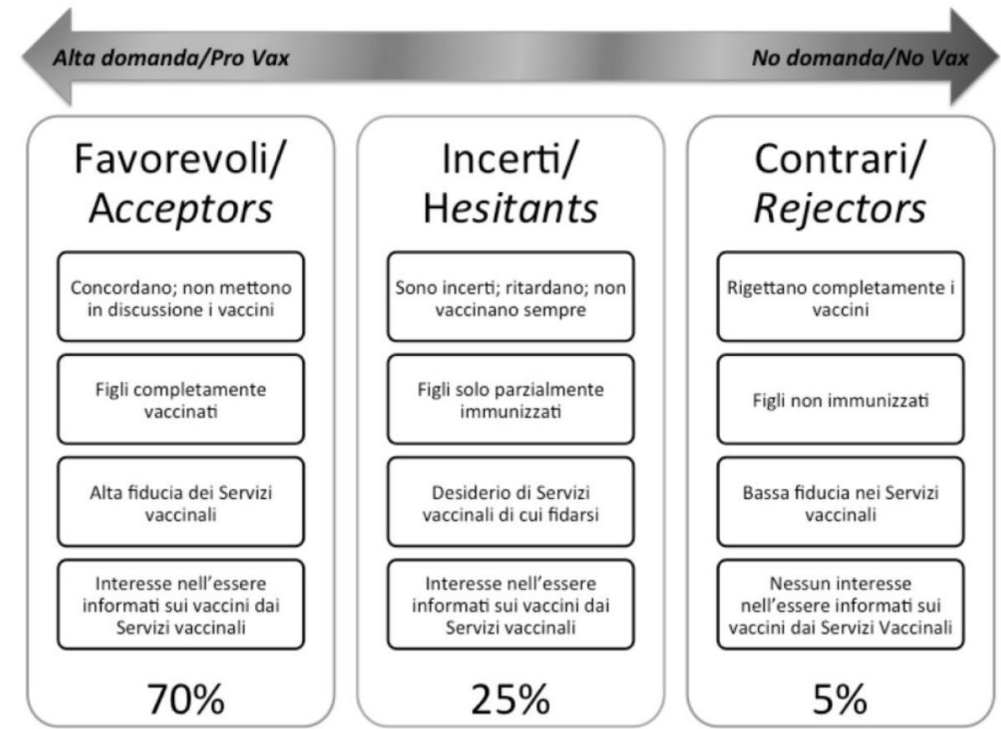 Alta domanda/Pro Vax
No domanda/No Vax
Favorevoli/
Acceptors
Concordano; non mettono
in discussione i vaccini
Figli completamente
vaccinati
Alta fiducia dei Servizi
vaccinali
Interesse nell'essere
informati sui vaccini dai
Servizi vaccinali
70%
Incerti/
Hesitants
Sono incerti; ritardano; non
vaccinano sempre
Figli solo parzialmente
immunizzati
Desiderio di Servizi
vaccinali di cui fidarsi
Interesse nell'essere
informati sui vaccini dai
Servizi vaccinali
25%
Contrari/
Rejectors
Rigettano completamente i
vaccini
Figli non immunizzati
Bassa fiducia nei Servizi
vaccinali
Nessun interesse
nell'essere informati sui
vaccini dai Servizi Vaccinali
5%